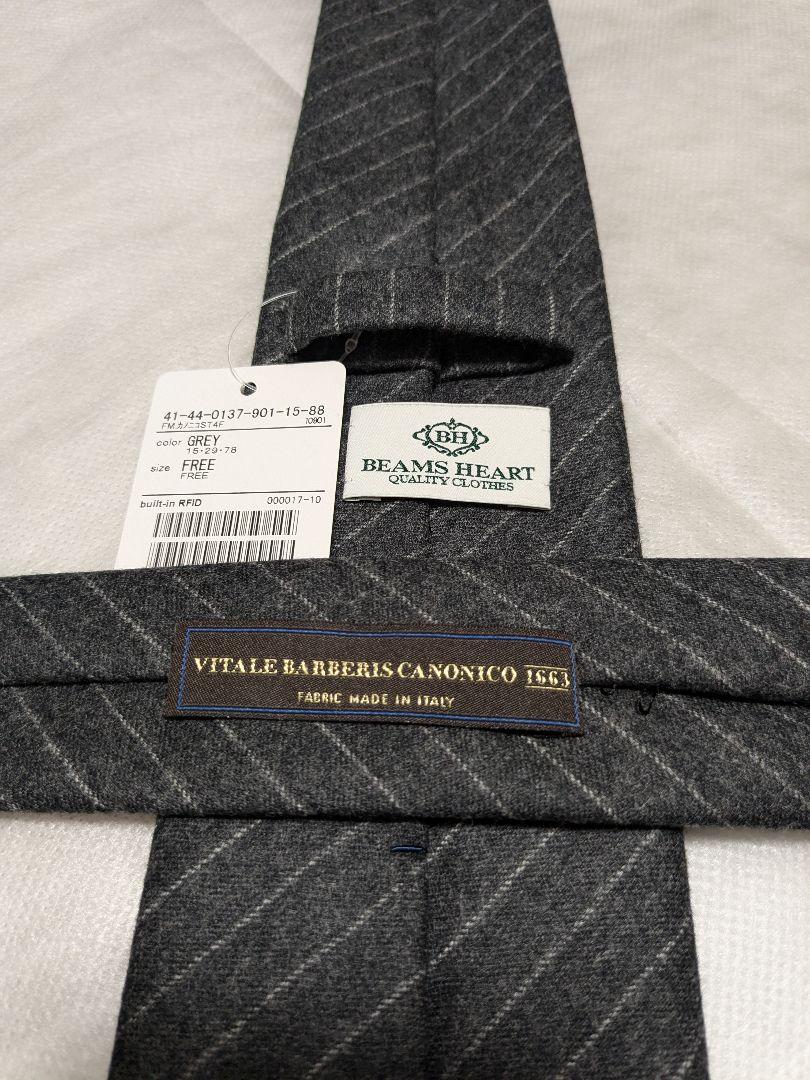 41-44-0137-901-15-88
FM.カノニコST4F 70901
color GREY
15・29・78
size FREE
FREE
built-in RFID 000017-10
BH
BEAMS HEART
QUALITY CLOTHES
VITALE BARBERIS CANONICO 1663
FABRIC MADE IN ITALY